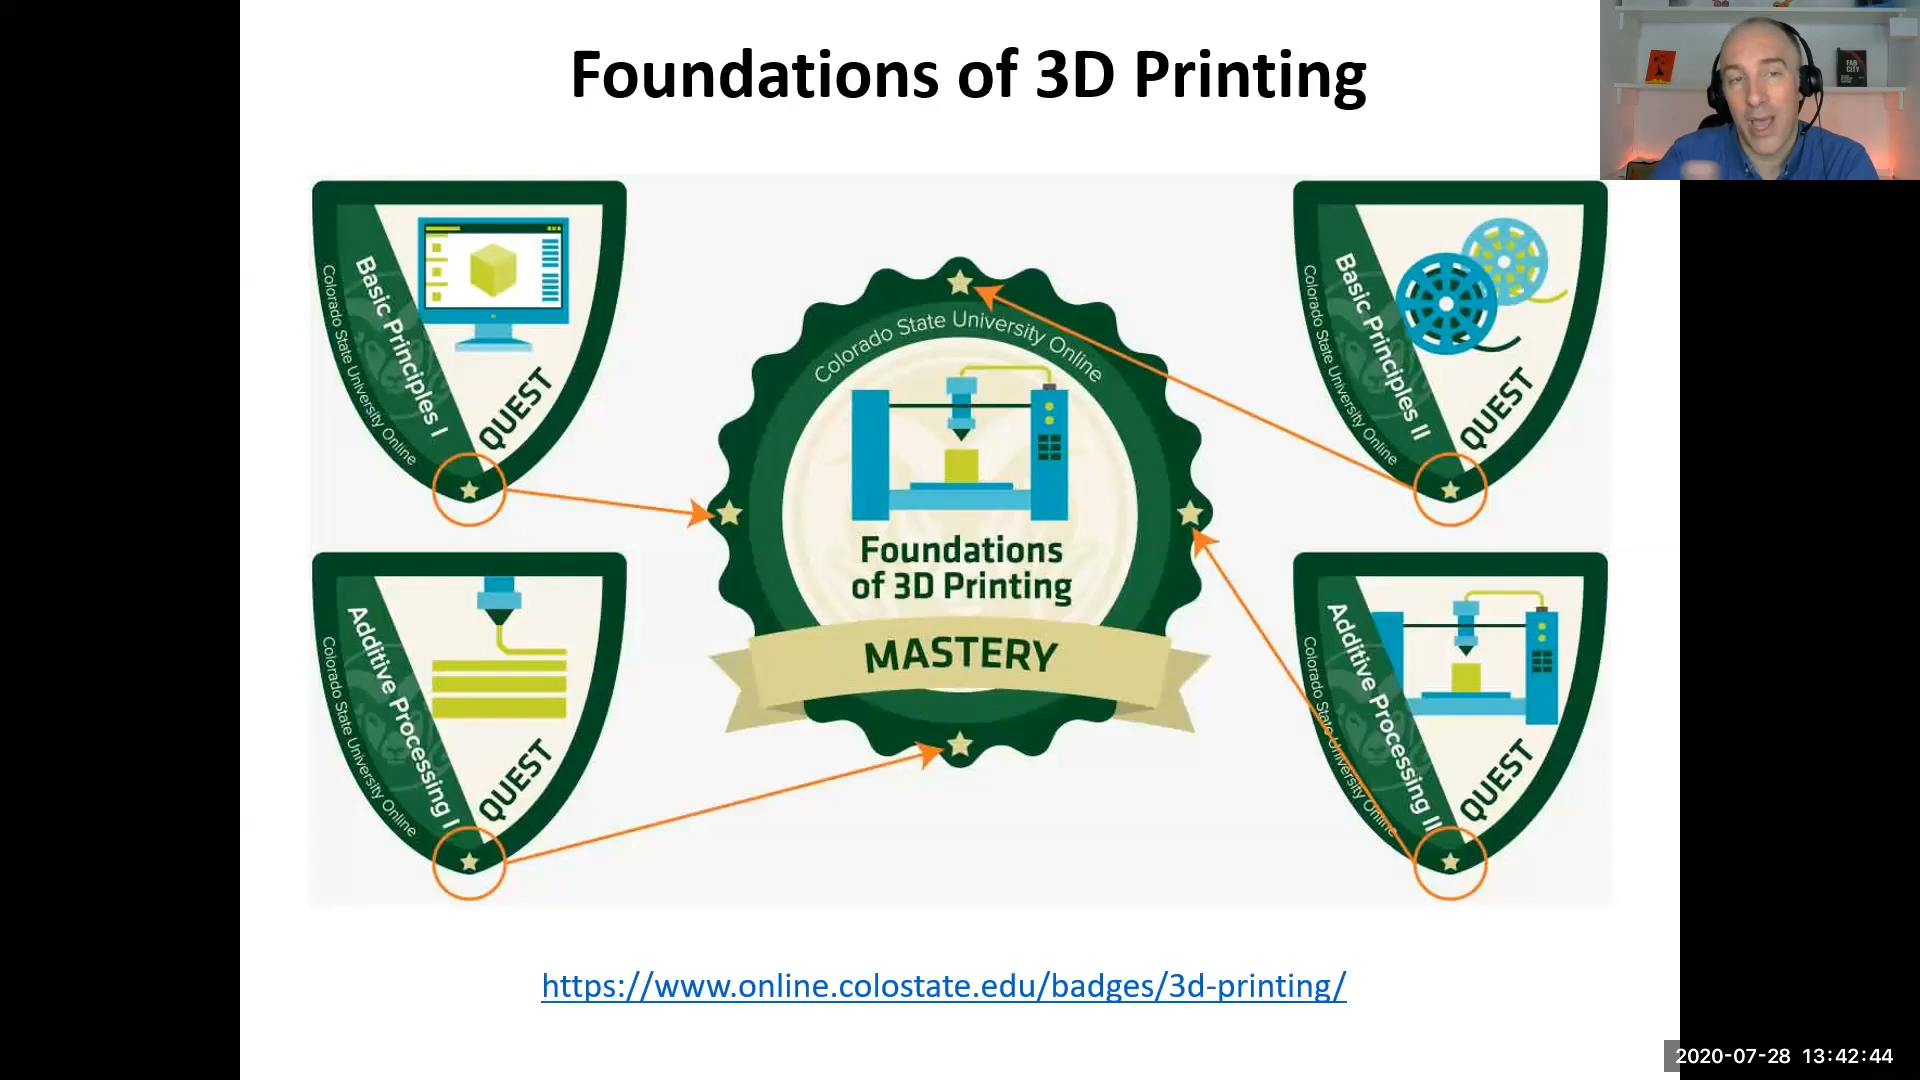 Foundations of 3D Printing
FAB
CITY
Basic Principles I
Colorado State University Online
QUEST
Basic Principles II
Colorado State University Online
QUEST
Colorado State University Online
Foundations
of 3D Printing
MASTERY
Additive Processing I
Colorado State University Online
QUEST
Additive Processing II
Colorado State University Online
QUEST
https://www.online.colostate.edu/badges/3d-printing/
2020-07-28 13:42:44